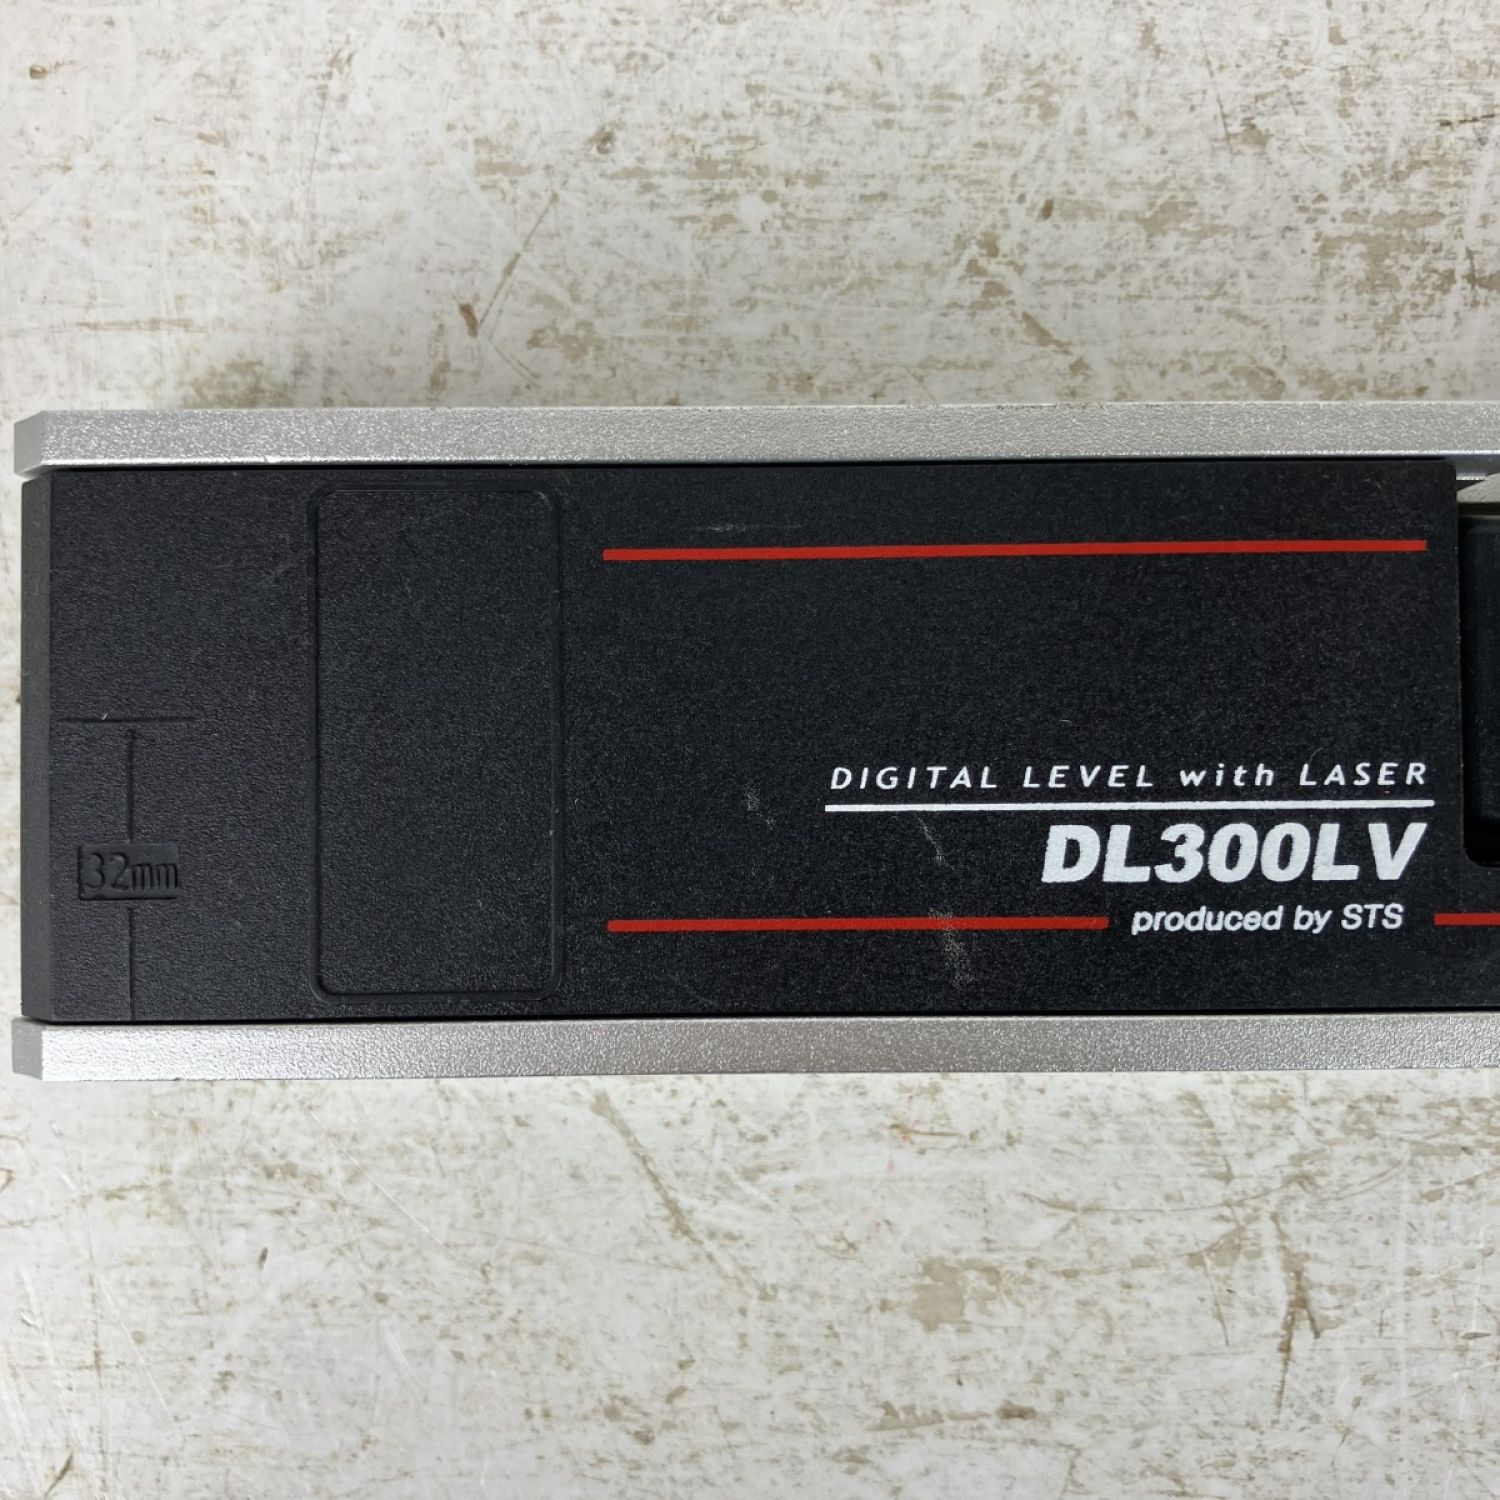 DIGITAL LEVEL with LASER
DL300LV
produced by STS
32mm